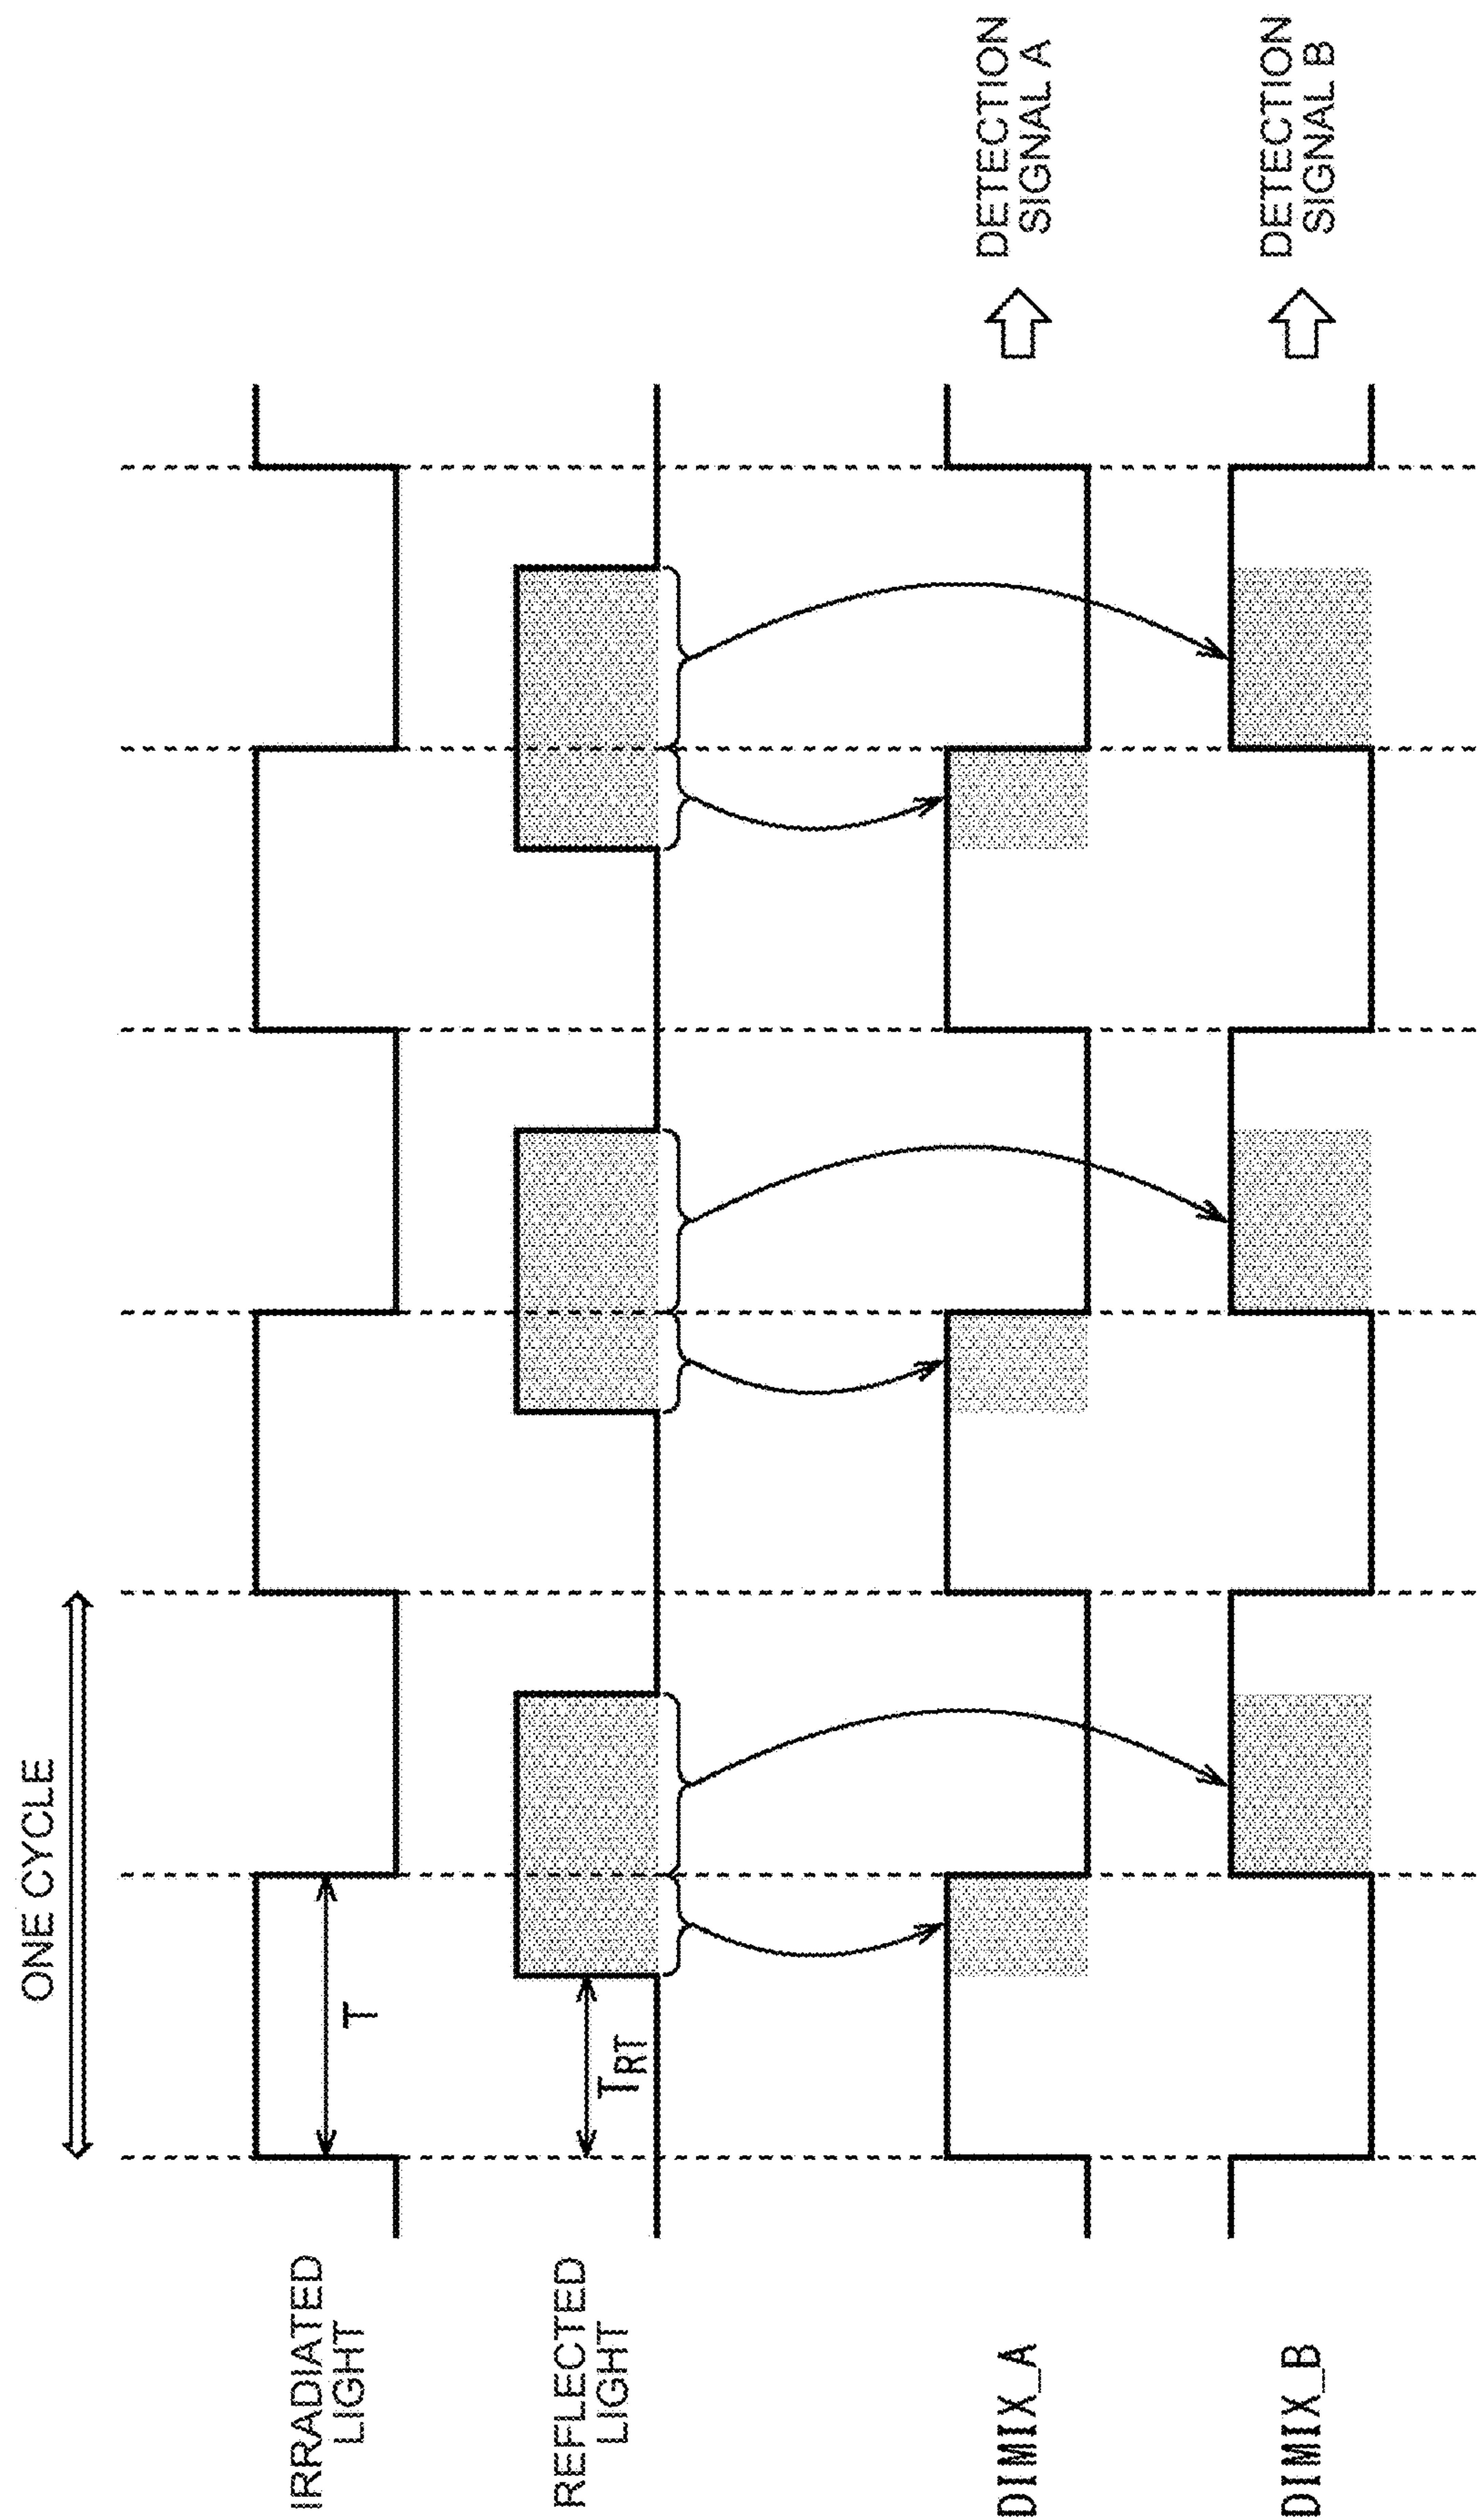 ONE CYCLE
IRRADIATED
LIGHT
T
REFLECTED
LIGHT
TRT
DIMIX_A
DETECTION
SIGNAL A
DIMIX_B
DETECTION
SIGNAL B